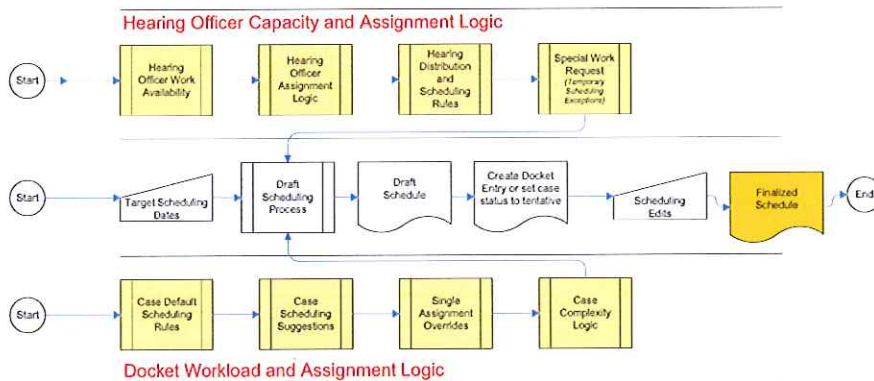 Hearing Officer Capacity and Assignment Logic
Start
Hearing
Officer Work
Availability
Hearing
Officer
Assignment
Logic
Hearing
Distribution
and
Scheduling
Rules
Special Work
Request
(Temporary
Scheduling
Exceptions)
Start
Target Scheduling
Dates
Draft
Scheduling
Process
Draft
Schedule
Create Docket
Entry or set case
status to tentative
Scheduling
Edits
Finalized
Schedule
End
Start
Case Default
Scheduling
Rules
Case
Scheduling
Suggestions
Single
Assignment
Overrides
Case
Complexity
Logic
Docket Workload and Assignment Logic